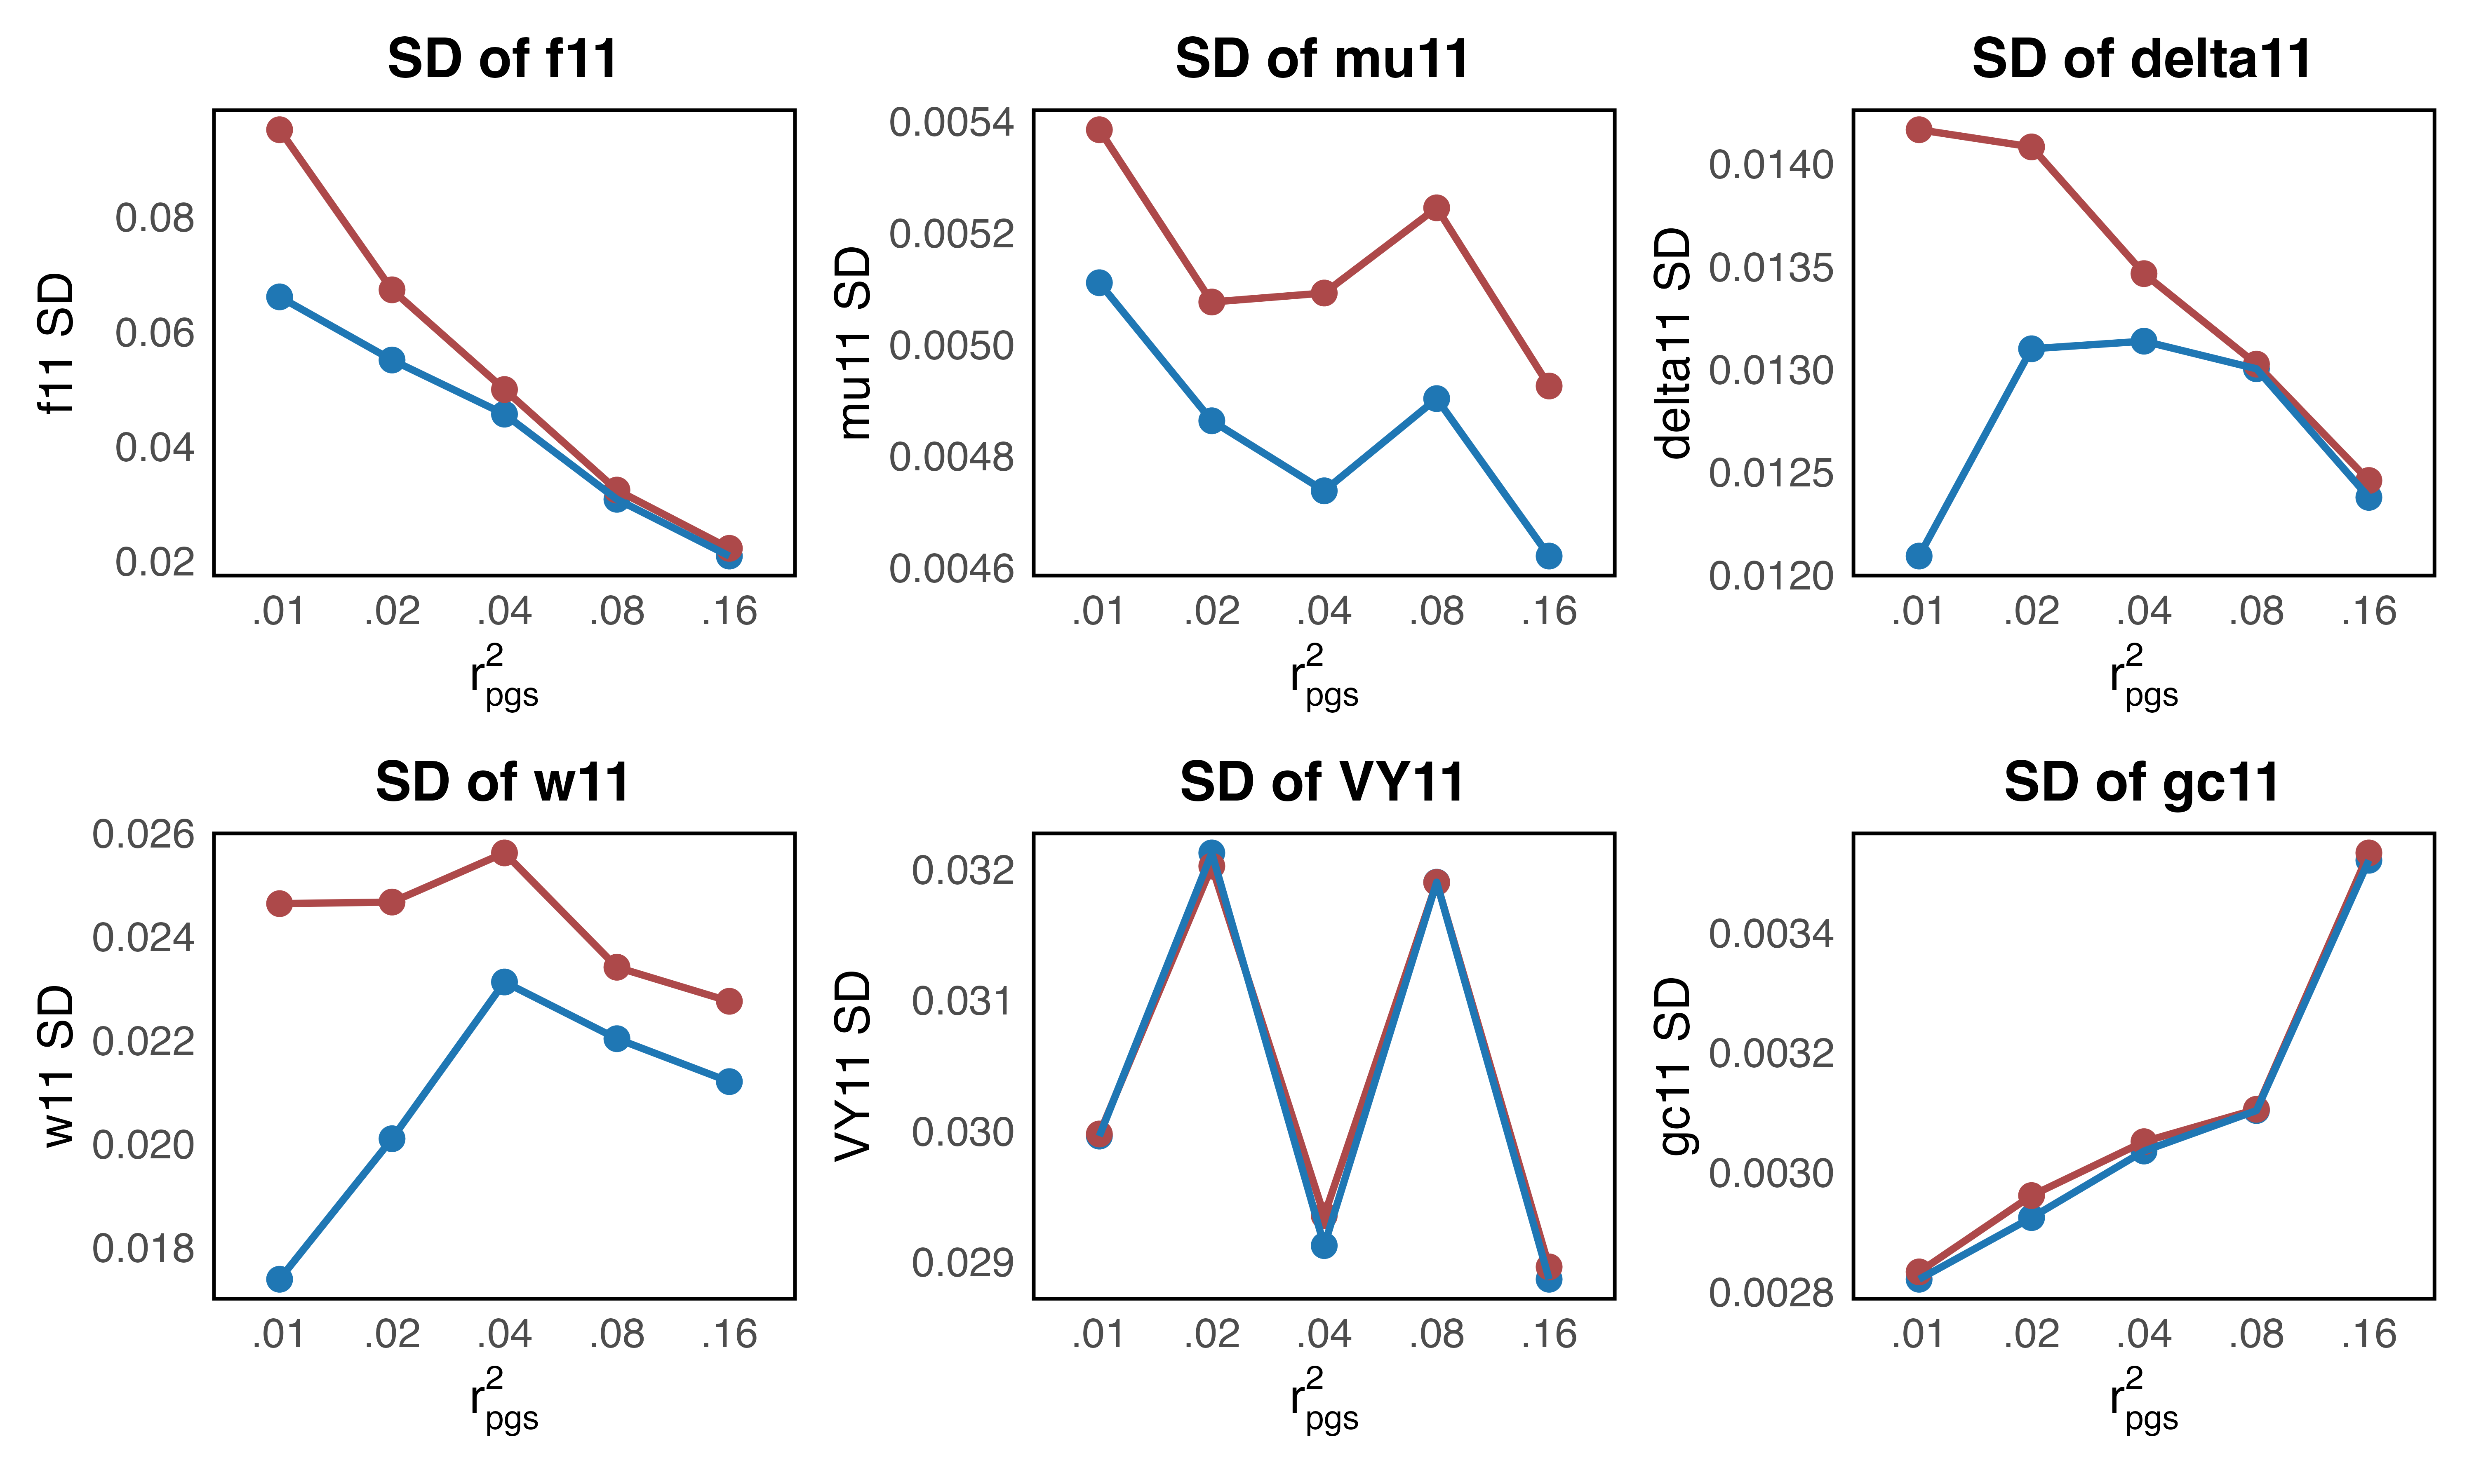 SD of f11
f11 SD
0.08
0.06
0.04
0.02
.01 .02 .04 .08 .16
r²pgs
SD of mu11
mu11 SD
0.0054
0.0052
0.0050
0.0048
0.0046
.01 .02 .04 .08 .16
r²pgs
SD of delta11
delta11 SD
0.0140
0.0135
0.0130
0.0125
0.0120
.01 .02 .04 .08 .16
r²pgs
SD of w11
w11 SD
0.026
0.024
0.022
0.020
0.018
.01 .02 .04 .08 .16
r²pgs
SD of VY11
VY11 SD
0.032
0.031
0.030
0.029
.01 .02 .04 .08 .16
r²pgs
SD of gc11
gc11 SD
0.0034
0.0032
0.0030
0.0028
.01 .02 .04 .08 .16
r²pgs